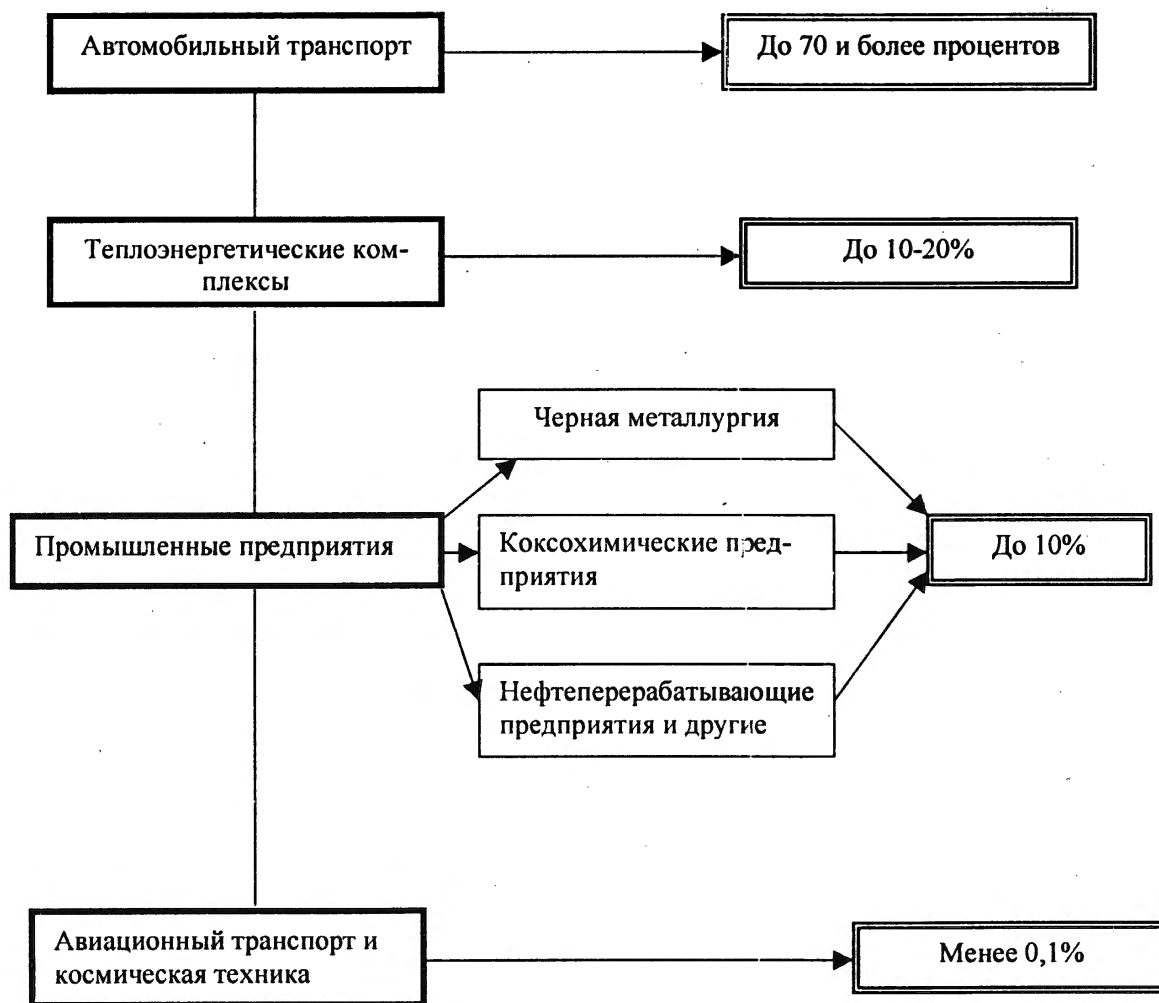 Автомобильный транспорт
До 70 и более процентов
Теплоэнергетические ком-
плексы
До 10-20%
Черная металлургия
Промышленные предприятия
Коксохимические пред-
приятия
До 10%
Нефтеперерабатывающие
предприятия и другие
Авиационный транспорт и
космическая техника
Менее 0,1%